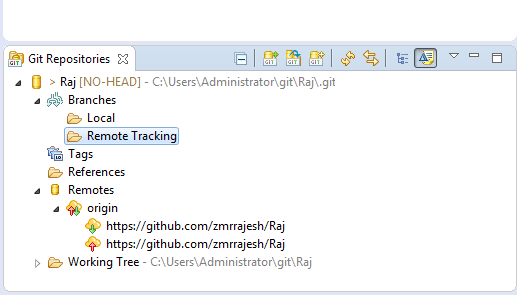 Git Repositories
> Raj [NO-HEAD] - C:\Users\Administrator\git\Raj\.git
Branches
Local
Remote Tracking
Tags
References
Remotes
origin
https://github.com/zmrrajesh/Raj
https://github.com/zmrrajesh/Raj
Working Tree - C:\Users\Administrator\git\Raj